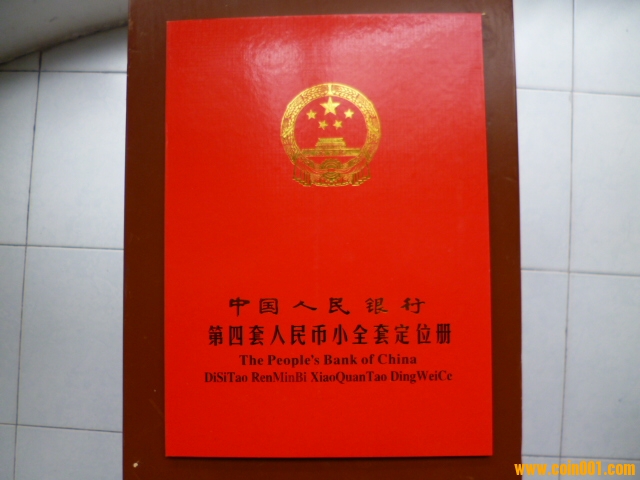 中国人民银行
第四套人民币小全套定位册
The People's Bank of China
DiSiTao RenMinBi XiaoQuanTao DingWeiCe
www.coin001.com